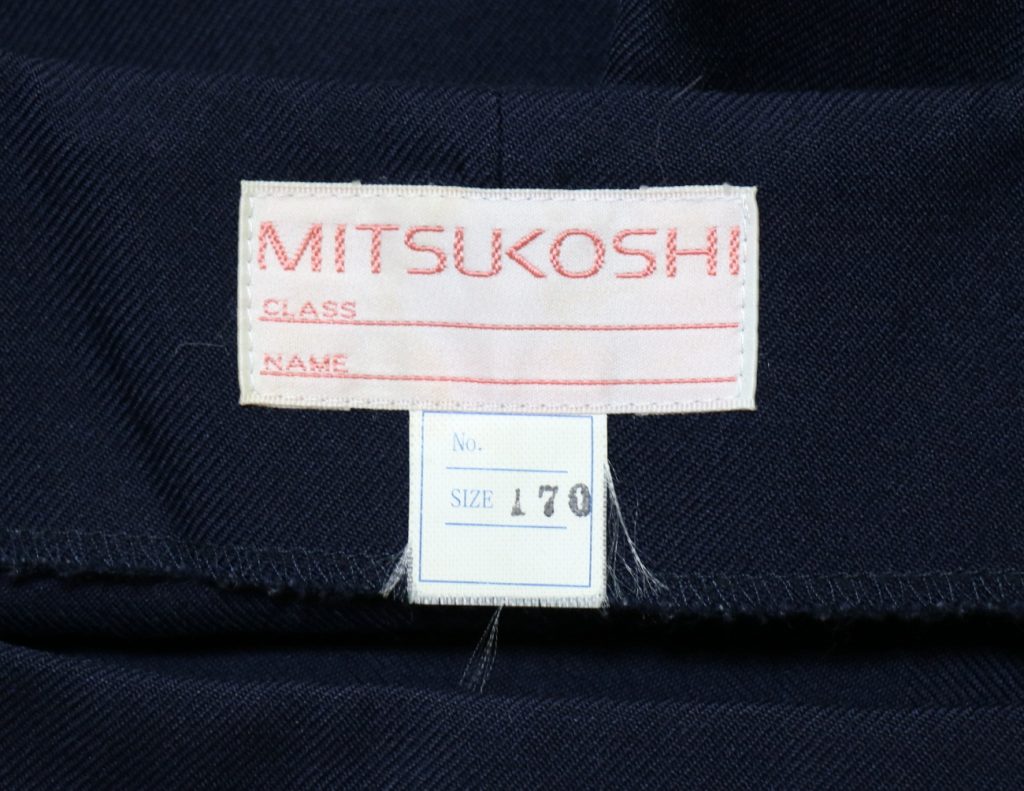 MITSUKOSHI
CLASS
NAME
No.
SIZE 170